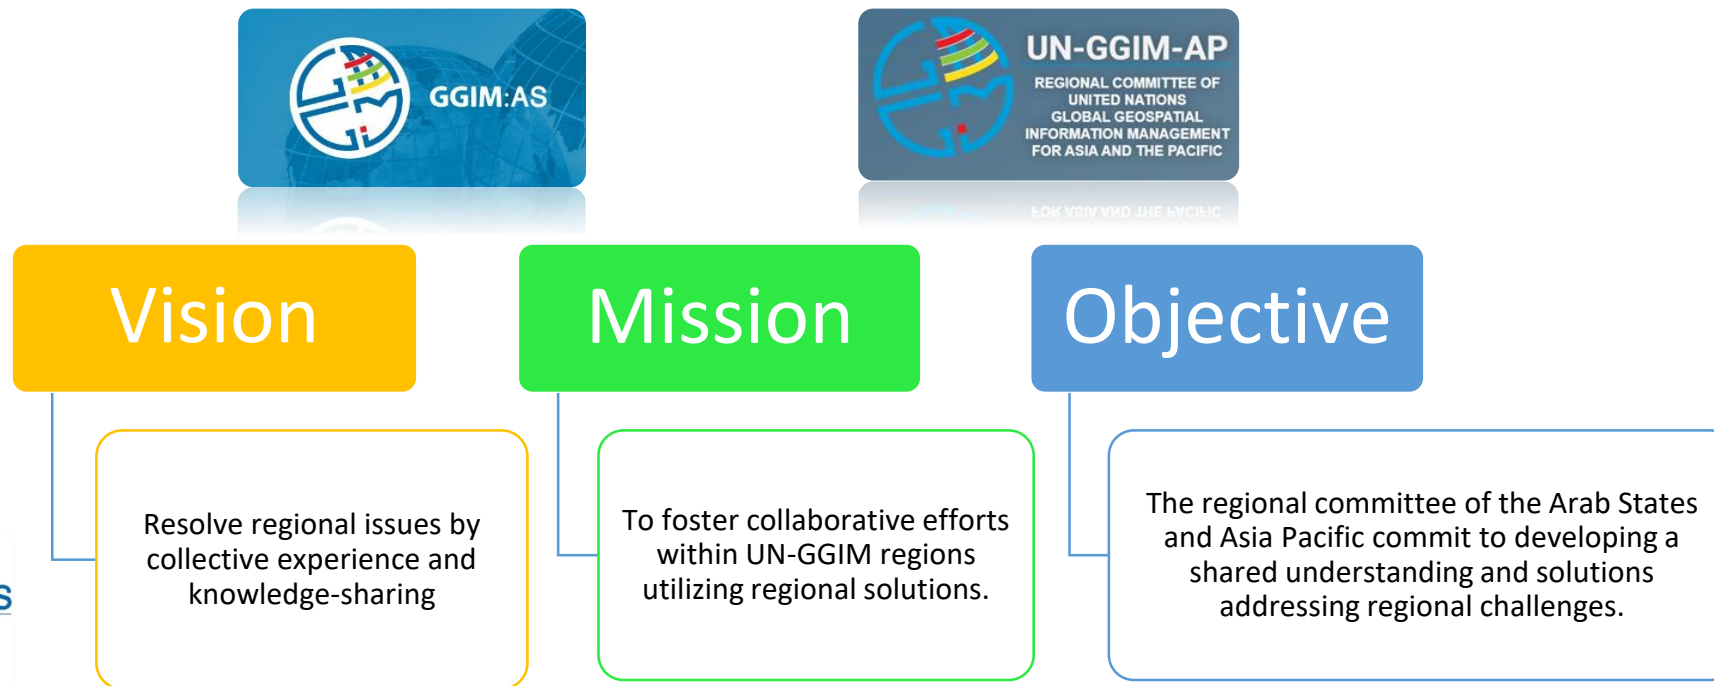 GGIM:AS
UN-GGIM-AP
REGIONAL COMMITTEE OF
UNITED NATIONS
GLOBAL GEOSPATIAL
INFORMATION MANAGEMENT
FOR ASIA AND THE PACIFIC
Vision
Mission
Objective
Resolve regional issues by
collective experience and
knowledge-sharing
To foster collaborative efforts
within UN-GGIM regions
utilizing regional solutions.
The regional committee of the Arab States
and Asia Pacific commit to developing a
shared understanding and solutions
addressing regional challenges.
S